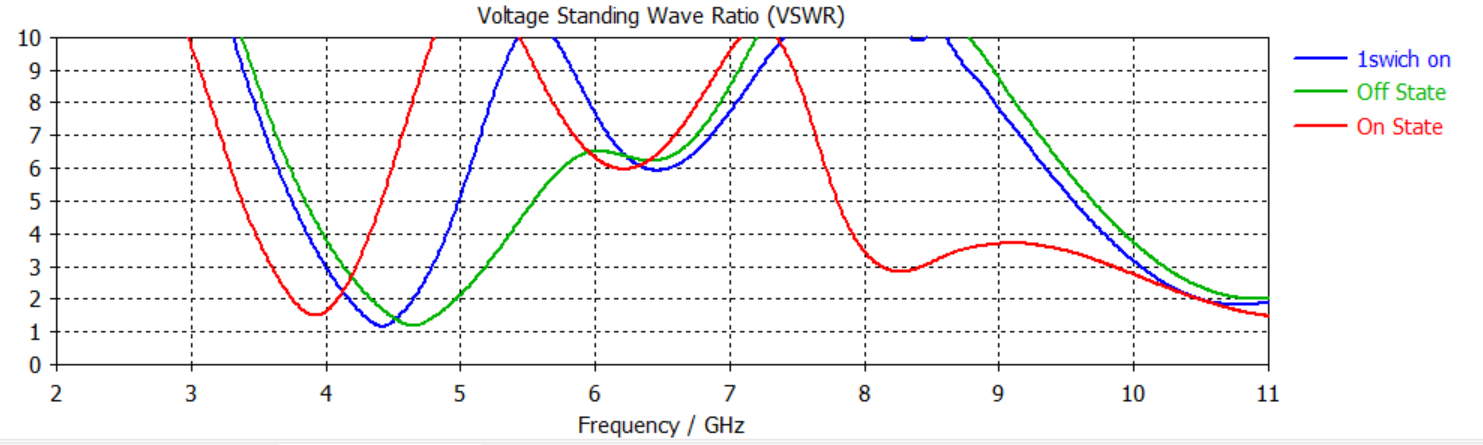 Voltage Standing Wave Ratio (VSWR)
10
9
8
7
6
5
4
3
2
1
0
2 3 4 5 6 7 8 9 10 11
Frequency / GHz
1swich on
Off State
On State